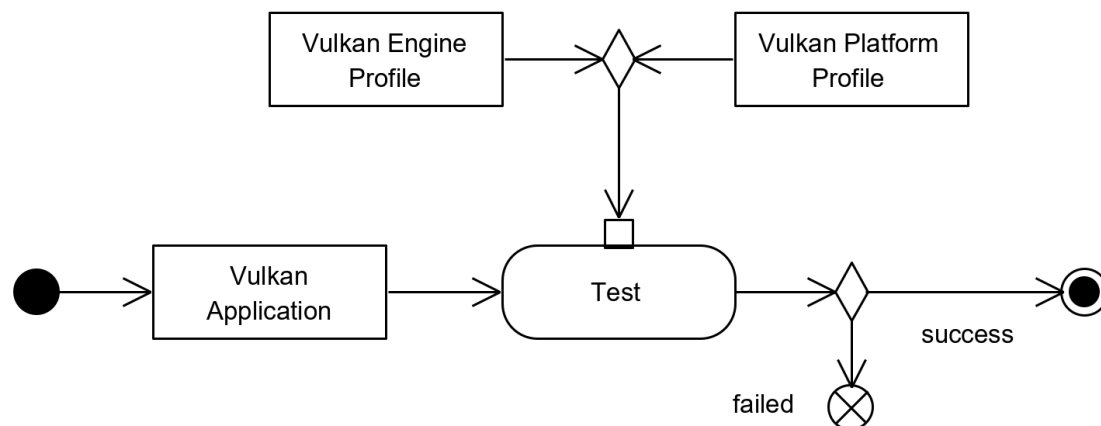 Vulkan Engine
Profile
Vulkan Platform
Profile
Vulkan
Application
Test
success
failed